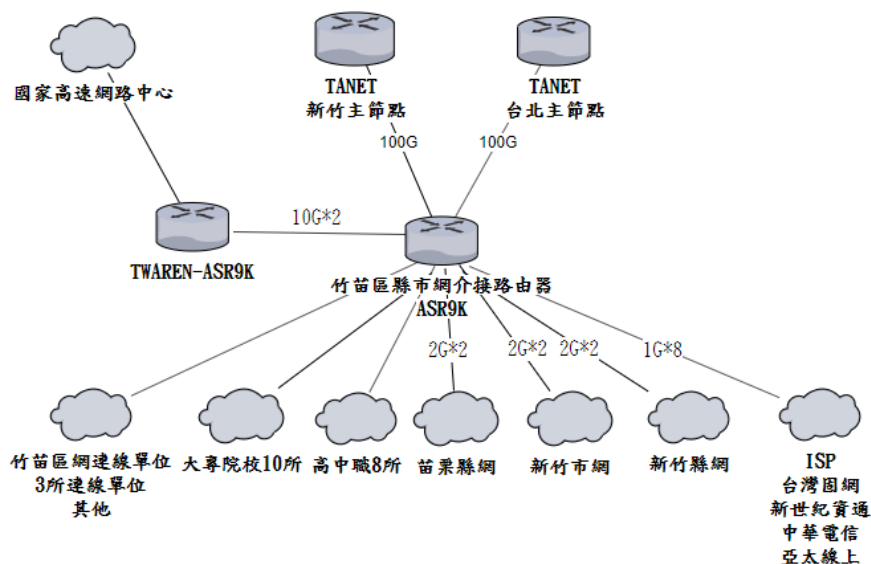 國家高速網路中心
TANET
新竹主節點
TANET
台北主節點
100G
100G
10G*2
TWAREN-ASR9K
竹苗區縣市網介接路由器
ASR9K
2G*2
2G*2
2G*2
1G*8
竹苗區網連線單位
3所連線單位
其他
大專院校10所
高中職8所
苗栗縣網
新竹市網
新竹縣網
ISP
台灣固網
新世紀資通
中華電信
亞太線上